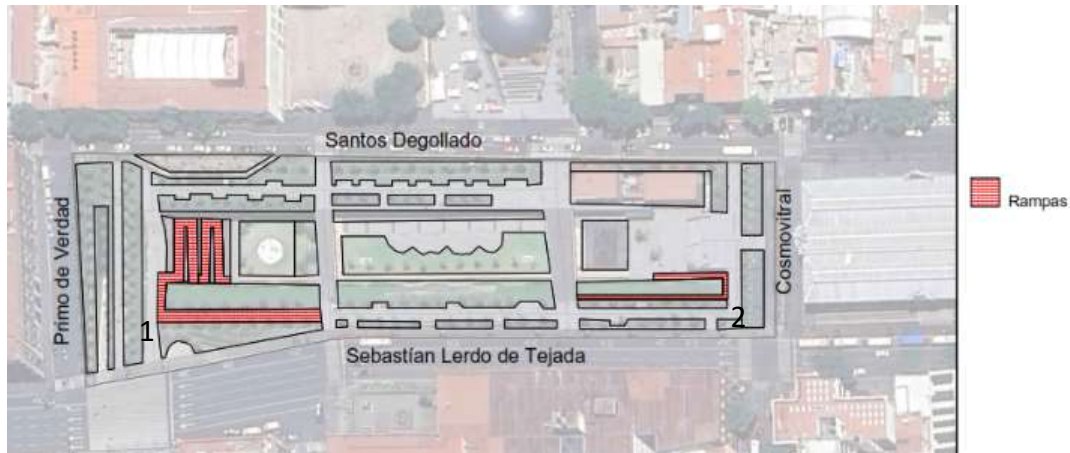 Santos Degollado
Primo de Verdad
Cosmovitral
1
2
Sebastían Lerdo de Tejada
Rampas